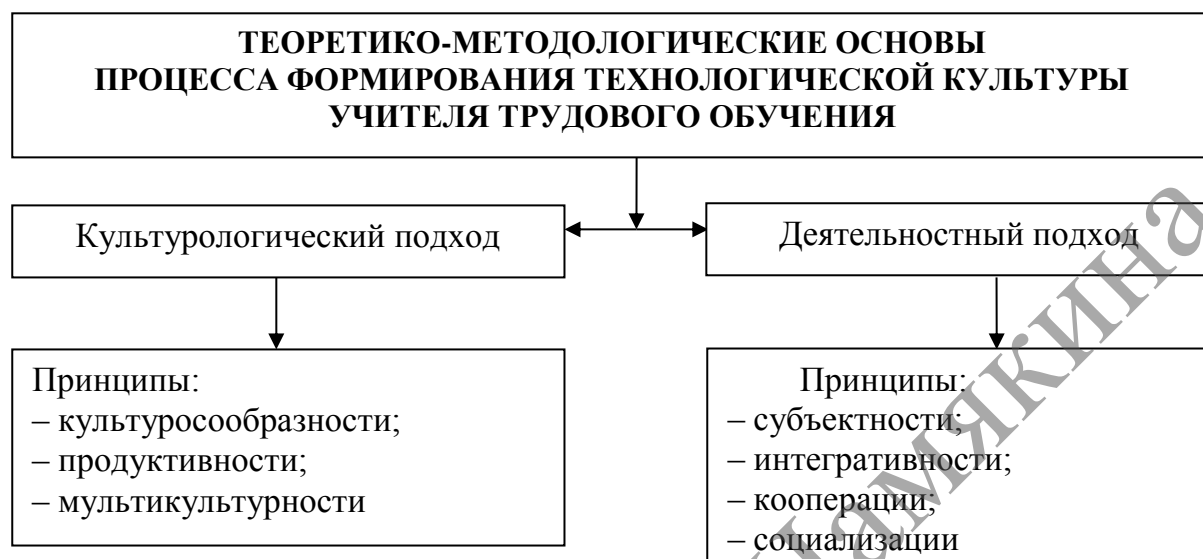 ТЕОРЕТИКО-МЕТОДОЛОГИЧЕСКИЕ ОСНОВЫ
ПРОЦЕССА ФОРМИРОВАНИЯ ТЕХНОЛОГИЧЕСКОЙ КУЛЬТУРЫ
УЧИТЕЛЯ ТРУДОВОГО ОБУЧЕНИЯ
Культурологический подход
Деятельностный подход
Принципы:
– культуросообразности;
– продуктивности;
– мультикультурности
Принципы:
– субъектности;
– интегративности;
– кооперации;
– социализации